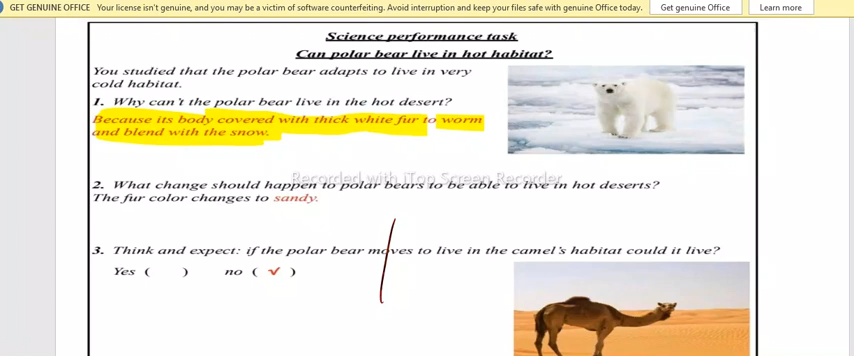 GET GENUINE OFFICE Your license isn't genuine, and you may be a victim of software counterfeiting. Avoid interruption and keep your files safe with genuine Office today. Get genuine Office Learn more
Science performance task
Can polar bear live in hot habitat?
You studied that the polar bear adapts to live in very
cold habitat.
1. Why can't the polar bear live in the hot desert?
Because its body covered with thick white fur to worm
and blend with the snow.
Recorded with iTop Screen Recorder
2. What change should happen to polar bears to be able to live in hot deserts?
The fur color changes to sandy.
3. Think and expect: if the polar bear moves to live in the camel's habitat could it live?
Yes ( ) no ( √ )